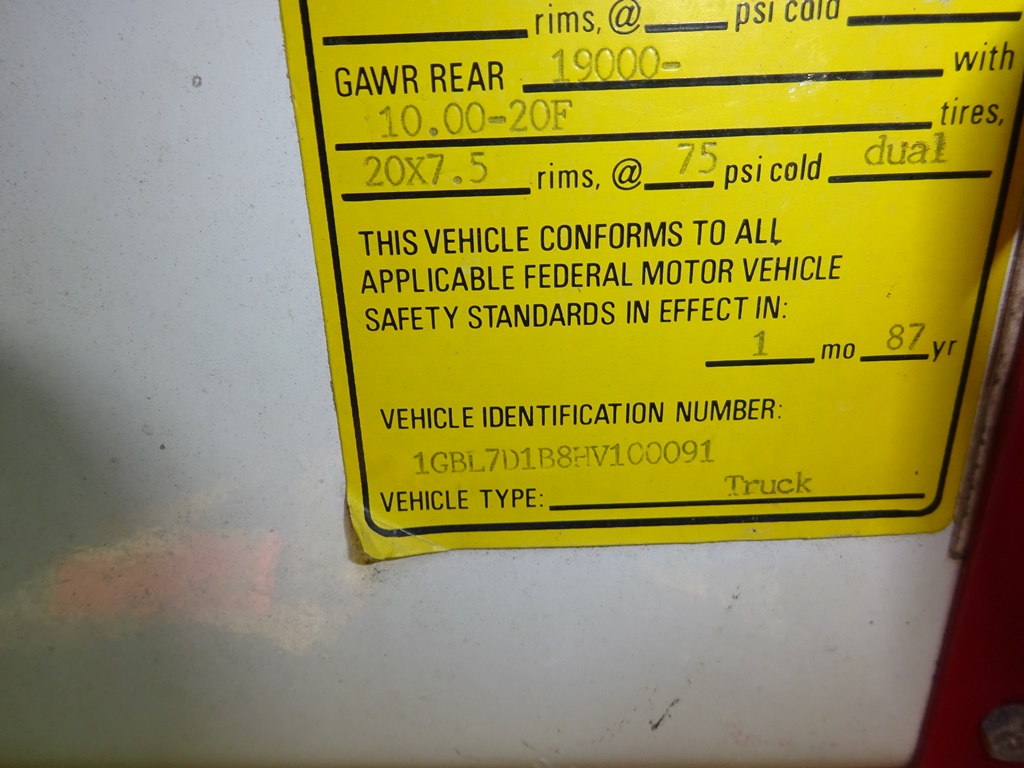 rims, @ psi cold
GAWR REAR 19000- with
10.00-20F tires,
20X7.5 rims, @ 75 psi cold dual
THIS VEHICLE CONFORMS TO ALL
APPLICABLE FEDERAL MOTOR VEHICLE
SAFETY STANDARDS IN EFFECT IN:
1 mo 87 yr
VEHICLE IDENTIFICATION NUMBER:
1GBL7D1B8HV100091
VEHICLE TYPE: Truck